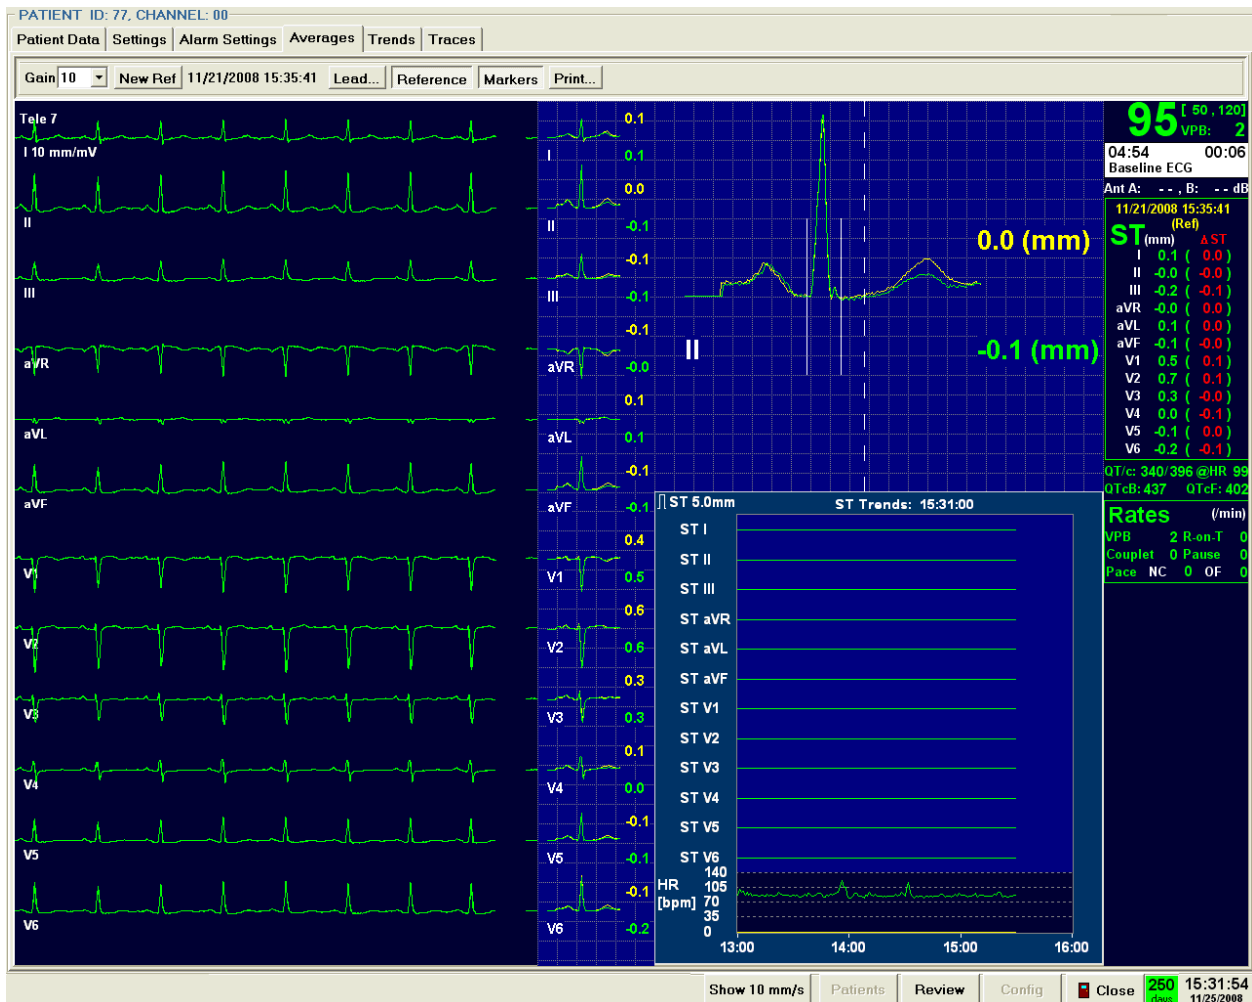 PATIENT ID: 77, CHANNEL: 00
Patient Data Settings Alarm Settings Averages Trends Traces
Gain 10 New Ref 11/21/2008 15:35:41 Lead... Reference Markers Print...
Tele 7
I 10 mm/mV
II
III
aVR
aVL
aVF
V1
V2
V3
V4
V5
V6
0.1
I 0.1
0.0
II -0.1
-0.1
III -0.1
-0.1
aVR -0.0
0.1
aVL 0.1
-0.1
aVF -0.1
0.4
V1 0.5
0.6
V2 0.6
0.3
V3 0.3
0.1
V4 0.0
-0.1
V5 -0.1
-0.1
V6 -0.2
0.0 (mm)
II -0.1 (mm)
ST 5.0mm ST Trends: 15:31:00
ST I
ST II
ST III
ST aVR
ST aVL
ST aVF
ST V1
ST V2
ST V3
ST V4
ST V5
ST V6
140
HR 105
[bpm] 70
35
0
13:00 14:00 15:00 16:00
95 [ 50 , 120]
VPB: 2
04:54 00:06
Baseline ECG
Ant A: - - , B: - - dB
11/21/2008 15:35:41
(Ref)
ST (mm) ΔST
I 0.1 ( 0.0 )
II -0.0 ( -0.0 )
III -0.2 ( -0.1 )
aVR -0.0 ( 0.0 )
aVL 0.1 ( 0.0 )
aVF -0.1 ( -0.0 )
V1 0.5 ( 0.1 )
V2 0.7 ( 0.1 )
V3 0.3 ( -0.0 )
V4 0.0 ( -0.1 )
V5 -0.1 ( 0.0 )
V6 -0.2 ( -0.1 )
QT/c: 340/396 @HR 99
QTcB: 437 QTcF: 402
Rates (/min)
VPB 2 R-on-T 0
Couplet 0 Pause 0
Pace NC 0 OF 0
Show 10 mm/s Patients Review Config Close 250 days 15:31:54
11/25/2008